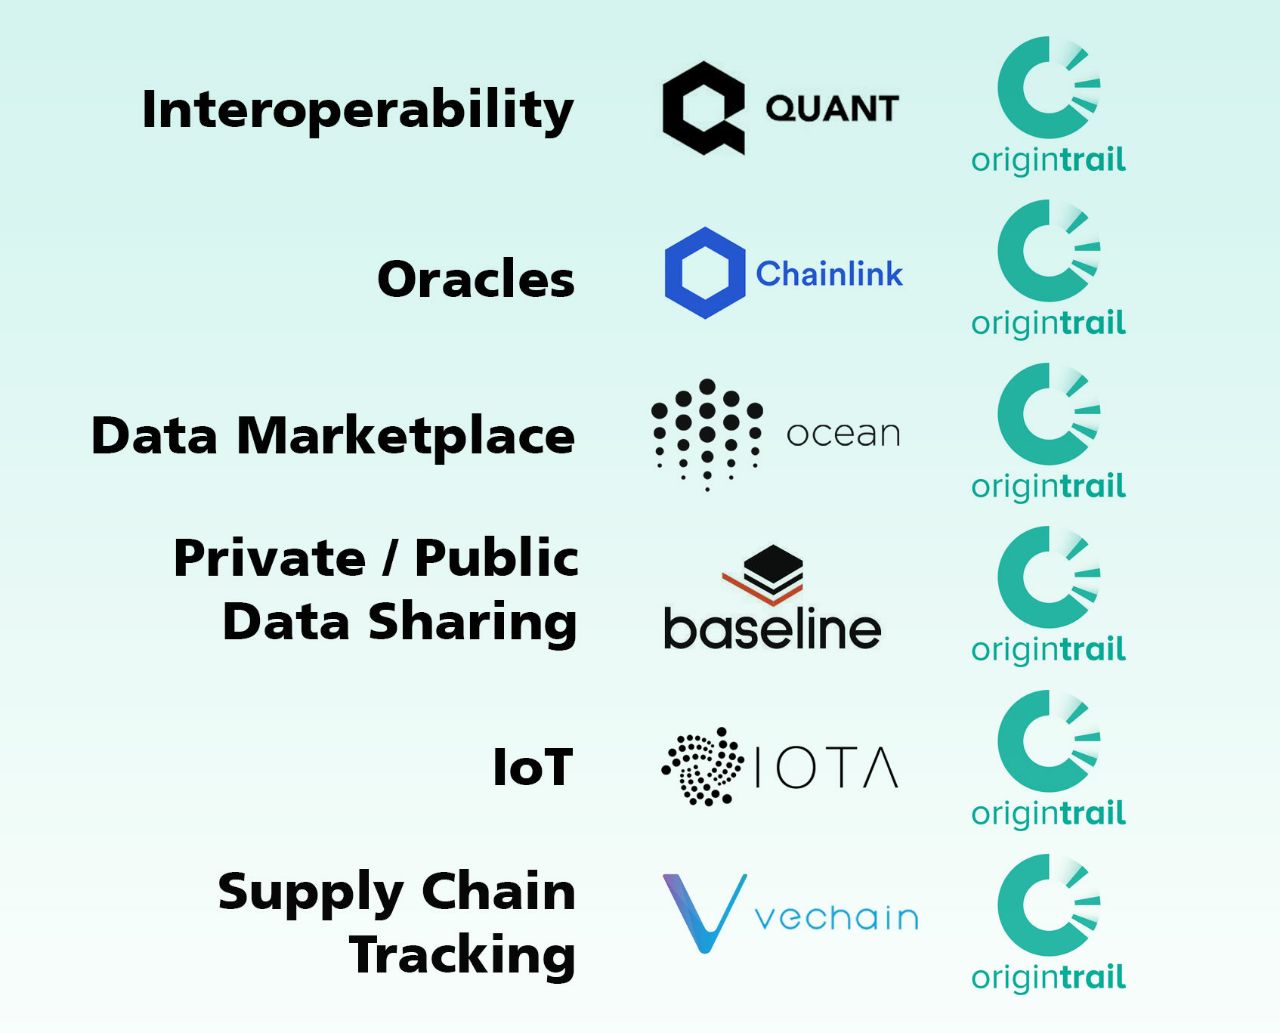 Interoperability
QUANT
origintrail
Oracles
Chainlink
origintrail
Data Marketplace
ocean
origintrail
Private / Public
Data Sharing
baseline
origintrail
IoT
IOTA
origintrail
Supply Chain
Tracking
vechain
origintrail